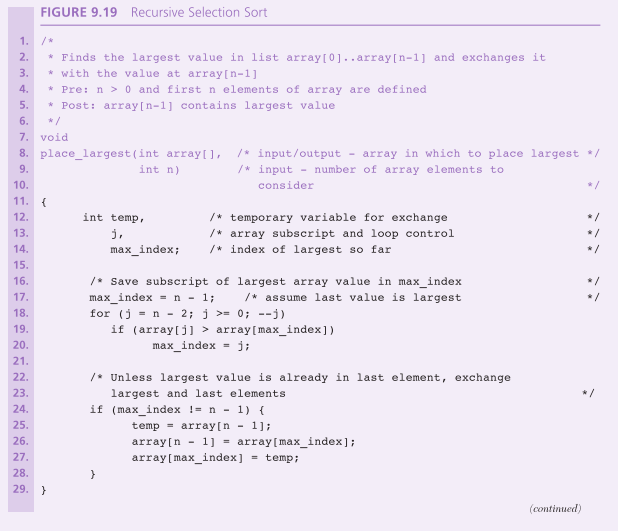 FIGURE 9.19 Recursive Selection Sort
1. /*
2. * Finds the largest value in list array[0]..array[n-1] and exchanges it
3. * with the value at array[n-1]
4. * Pre: n > 0 and first n elements of array are defined
5. * Post: array[n-1] contains largest value
6. */
7. void
8. place_largest(int array[], /* input/output - array in which to place largest */
9. int n) /* input - number of array elements to
10. consider */
11. {
12. int temp, /* temporary variable for exchange */
13. j, /* array subscript and loop control */
14. max_index; /* index of largest so far */
15.
16. /* Save subscript of largest array value in max_index */
17. max_index = n - 1; /* assume last value is largest */
18. for (j = n - 2; j >= 0; --j)
19. if (array[j] > array[max_index])
20. max_index = j;
21.
22. /* Unless largest value is already in last element, exchange
23. largest and last elements */
24. if (max_index != n - 1) {
25. temp = array[n - 1];
26. array[n - 1] = array[max_index];
27. array[max_index] = temp;
28. }
29. }
(continued)